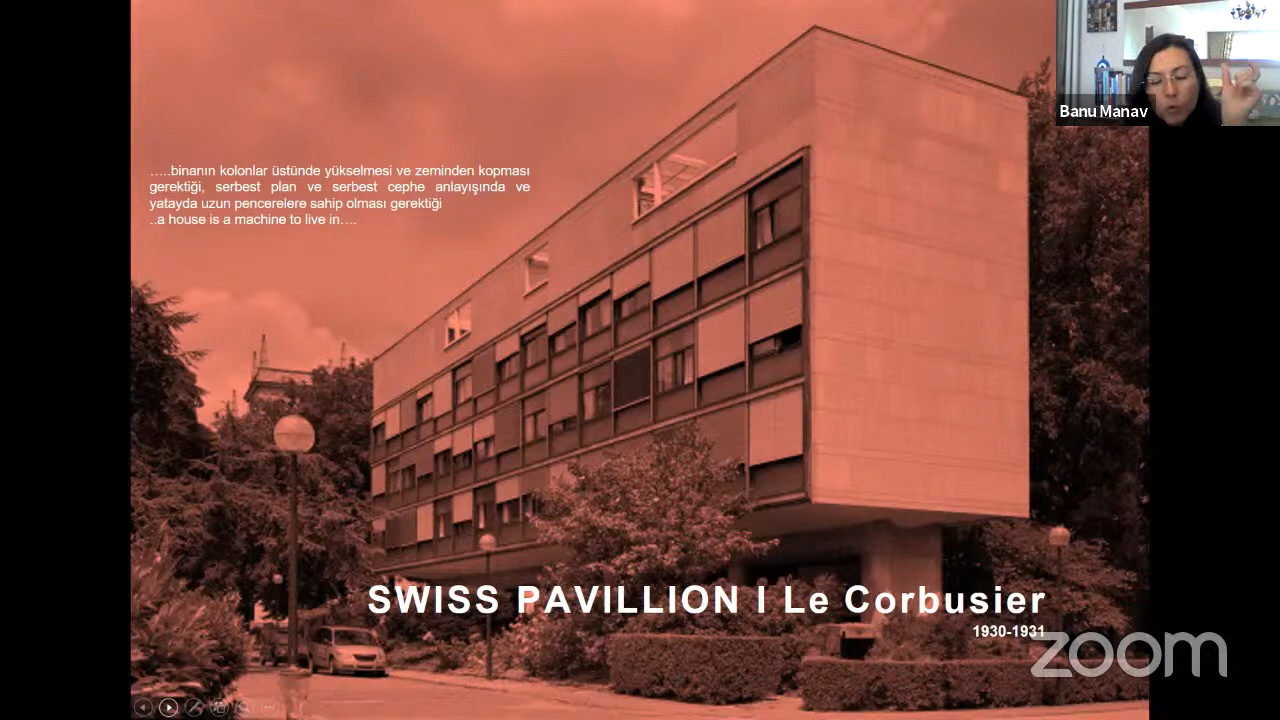 Banu Manav
…..binanın kolonlar üstünde yükselmesi ve zeminden kopması
gerektiği, serbest plan ve serbest cephe anlayışında ve
yatayda uzun pencerelere sahip olması gerektiği
..a house is a machine to live in….
SWISS PAVILLION I Le Corbusier
1930-1931
zoom